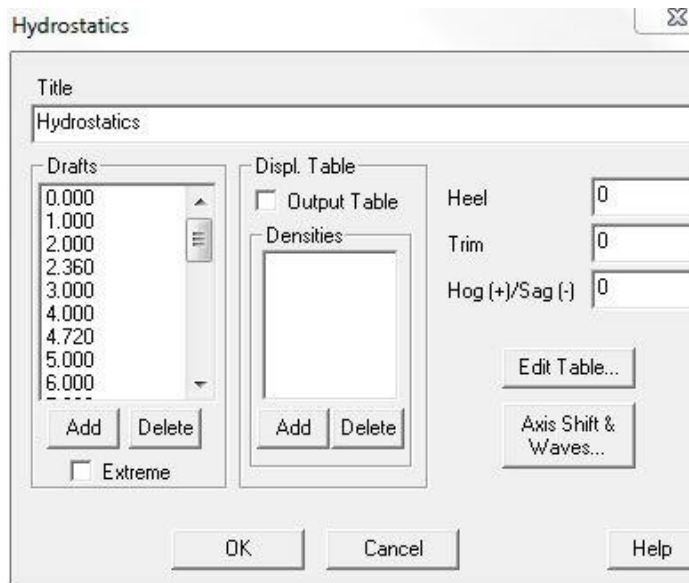 Hydrostatics
Title
Hydrostatics
Drafts
0.000
1.000
2.000
2.360
3.000
4.000
4.720
5.000
6.000
Add Delete
Extreme
Displ. Table
Output Table
Densities
Add Delete
Heel 0
Trim 0
Hog (+)/Sag (-) 0
Edit Table...
Axis Shift &
Waves...
OK Cancel Help